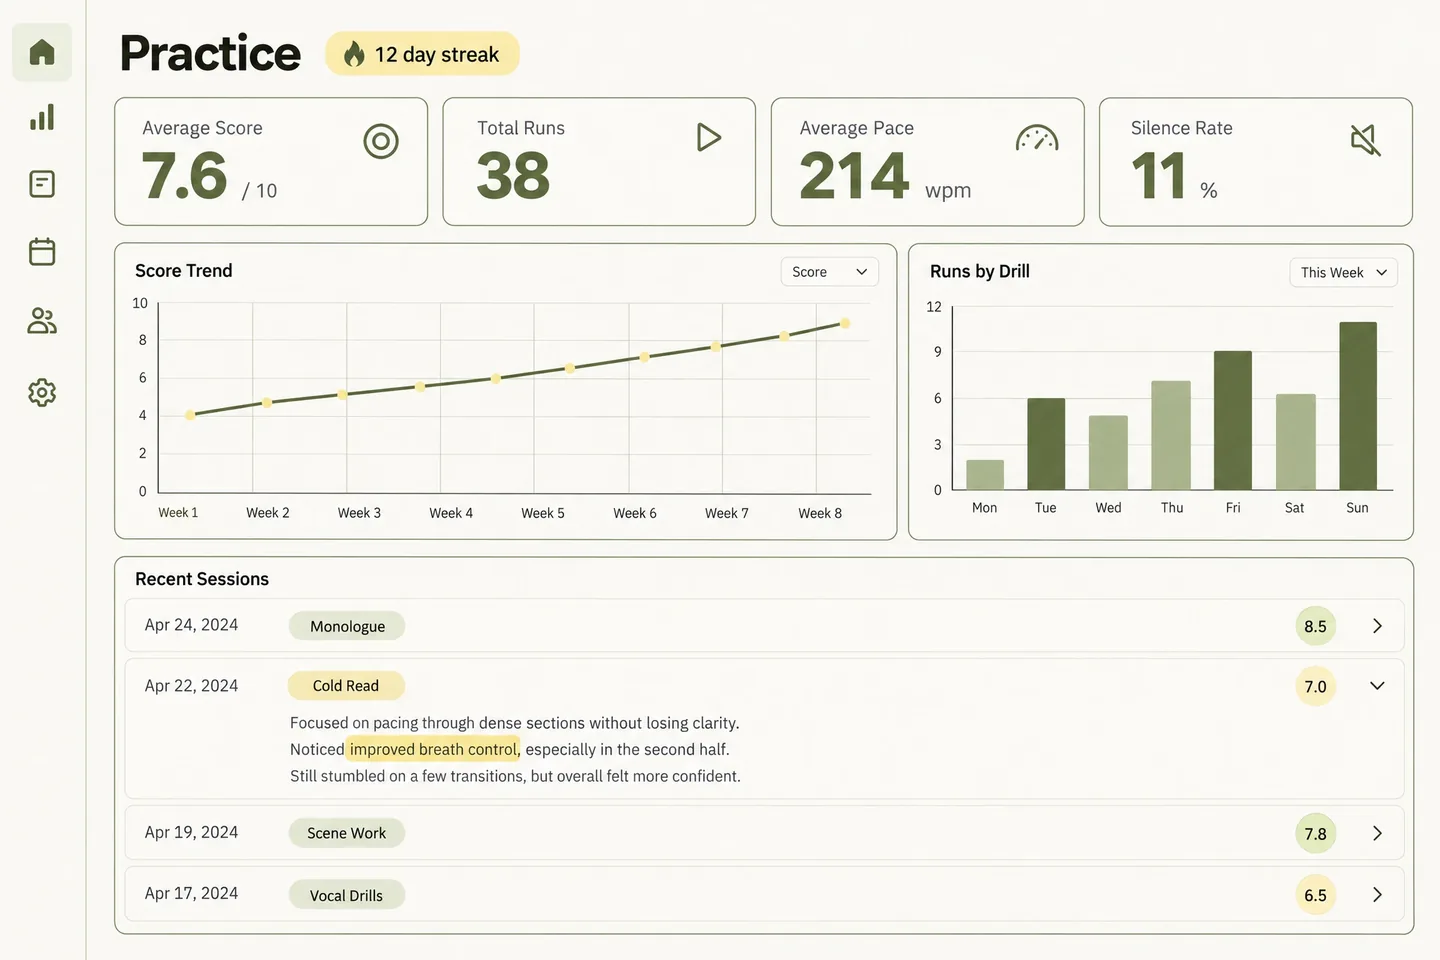 Practice
12 day streak
Average Score
7.6 / 10
Total Runs
38
Average Pace
214 wpm
Silence Rate
11 %
Score Trend
Score
10
8
6
4
2
0
Week 1 Week 2 Week 3 Week 4 Week 5 Week 6 Week 7 Week 8
Runs by Drill
This Week
12
9
6
3
0
Mon Tue Wed Thu Fri Sat Sun
Recent Sessions
Apr 24, 2024 Monologue 8.5
Apr 22, 2024 Cold Read 7.0
Focused on pacing through dense sections without losing clarity.
Noticed improved breath control, especially in the second half.
Still stumbled on a few transitions, but overall felt more confident.
Apr 19, 2024 Scene Work 7.8
Apr 17, 2024 Vocal Drills 6.5